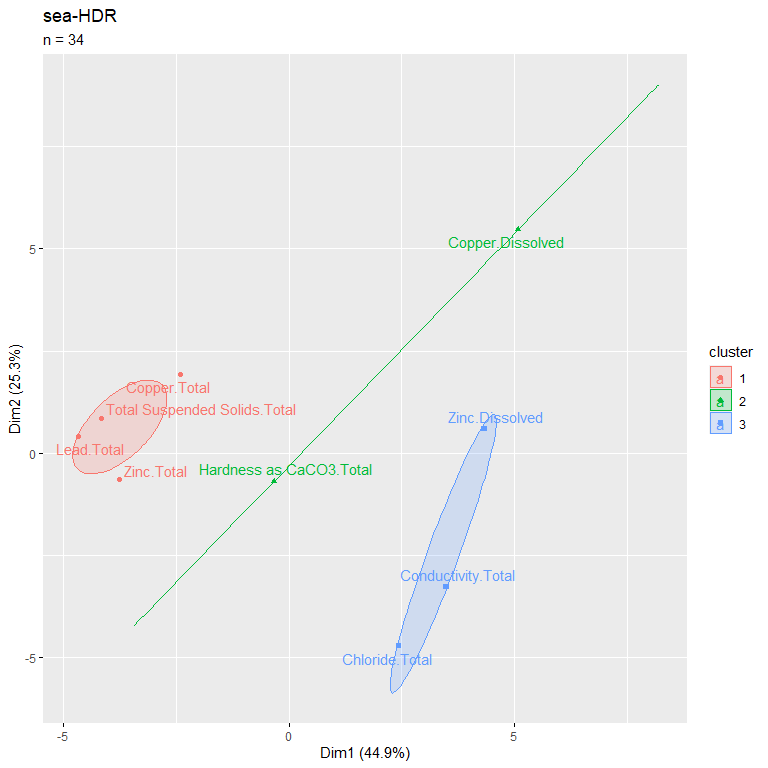 sea-HDR
n = 34
Copper.Dissolved
Copper.Total
Total Suspended Solids.Total
Zinc.Dissolved
Lead.Total
Zinc.Total
Hardness as CaCO3.Total
Conductivity.Total
Chloride.Total
5
0
-5
Dim2 (25.3%)
-5
0
5
Dim1 (44.9%)
cluster
a 1
a 2
a 3